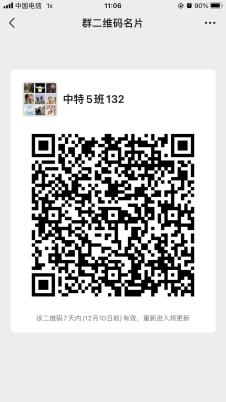 中国电信 1x 11:06 90%
群二维码名片
中特5班132
该二维码7天内(12月10日前)有效，重新进入将更新